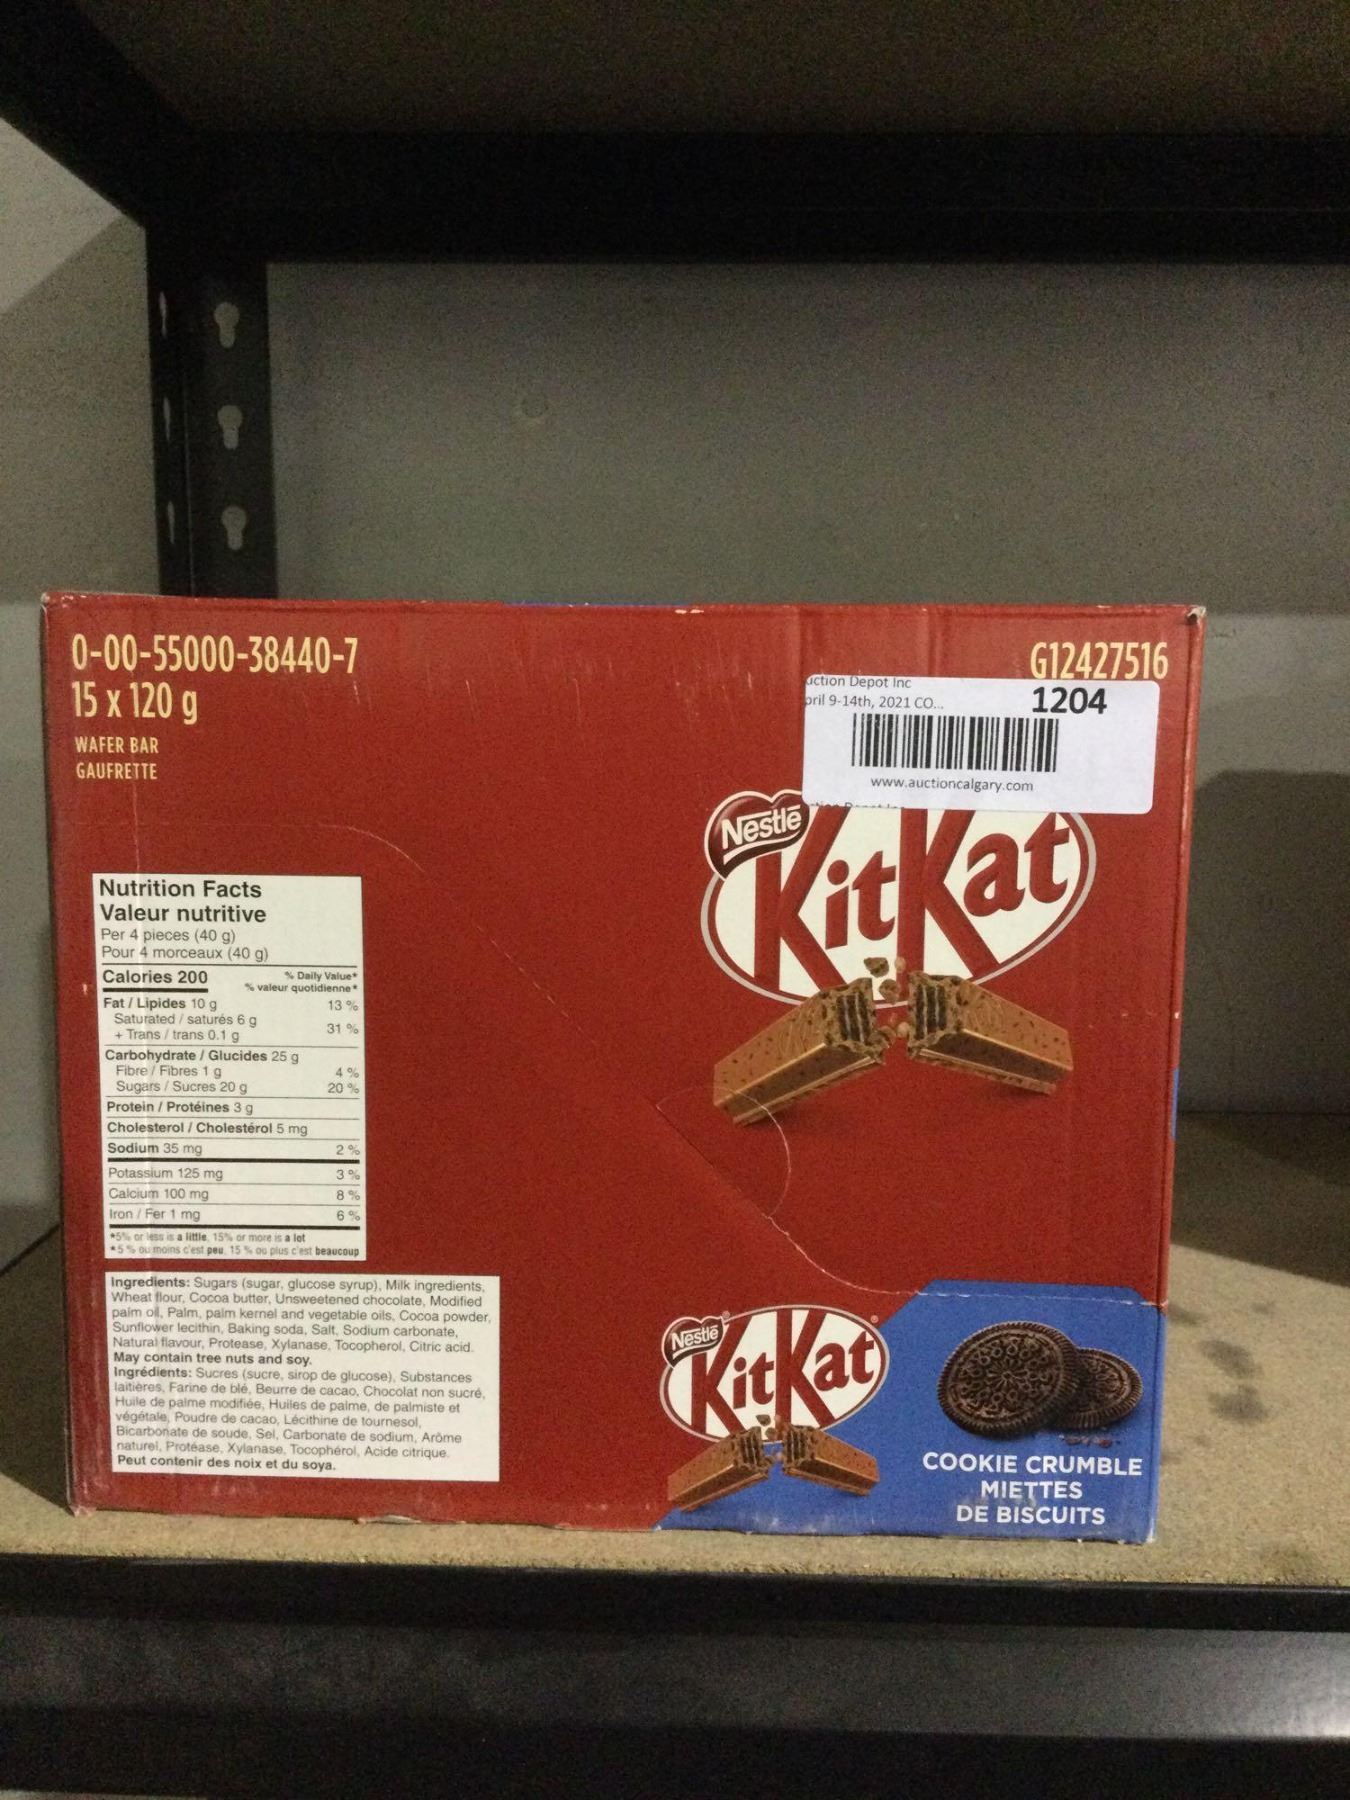 0-00-55000-38440-7
15 x 120 g
WAFER BAR
GAUFRETTE
G12427516
uction Depot Inc
pril 9-14th, 2021 CO...
1204
www.auctioncalgary.com
Nestlé
KitKat
Nutrition Facts
Valeur nutritive
Per 4 pieces (40 g)
Pour 4 morceaux (40 g)
Calories 200
% Daily Value*
% valeur quotidienne*
Fat / Lipides 10 g 13 %
Saturated / saturés 6 g
+ Trans / trans 0.1 g 31 %
Carbohydrate / Glucides 25 g
Fibre / Fibres 1 g 4 %
Sugars / Sucres 20 g 20 %
Protein / Protéines 3 g
Cholesterol / Cholestérol 5 mg
Sodium 35 mg 2 %
Potassium 125 mg 3 %
Calcium 100 mg 8 %
Iron / Fer 1 mg 6 %
*5% or less is a little, 15% or more is a lot
*5 % ou moins c'est peu, 15 % ou plus c'est beaucoup
Ingredients: Sugars (sugar, glucose syrup), Milk ingredients,
Wheat flour, Cocoa butter, Unsweetened chocolate, Modified
palm oil, Palm, palm kernel and vegetable oils, Cocoa powder,
Sunflower lecithin, Baking soda, Salt, Sodium carbonate,
Natural flavour, Protease, Xylanase, Tocopherol, Citric acid.
May contain tree nuts and soy.
Ingrédients: Sucres (sucre, sirop de glucose), Substances
laitières, Farine de blé, Beurre de cacao, Chocolat non sucré,
Huile de palme modifiée, Huiles de palme, de palmiste et
végétale, Poudre de cacao, Lécithine de tournesol,
Bicarbonate de soude, Sel, Carbonate de sodium, Arôme
naturel, Protéase, Xylanase, Tocophérol, Acide citrique.
Peut contenir des noix et du soya.
Nestlé
KitKat®
COOKIE CRUMBLE
MIETTES
DE BISCUITS